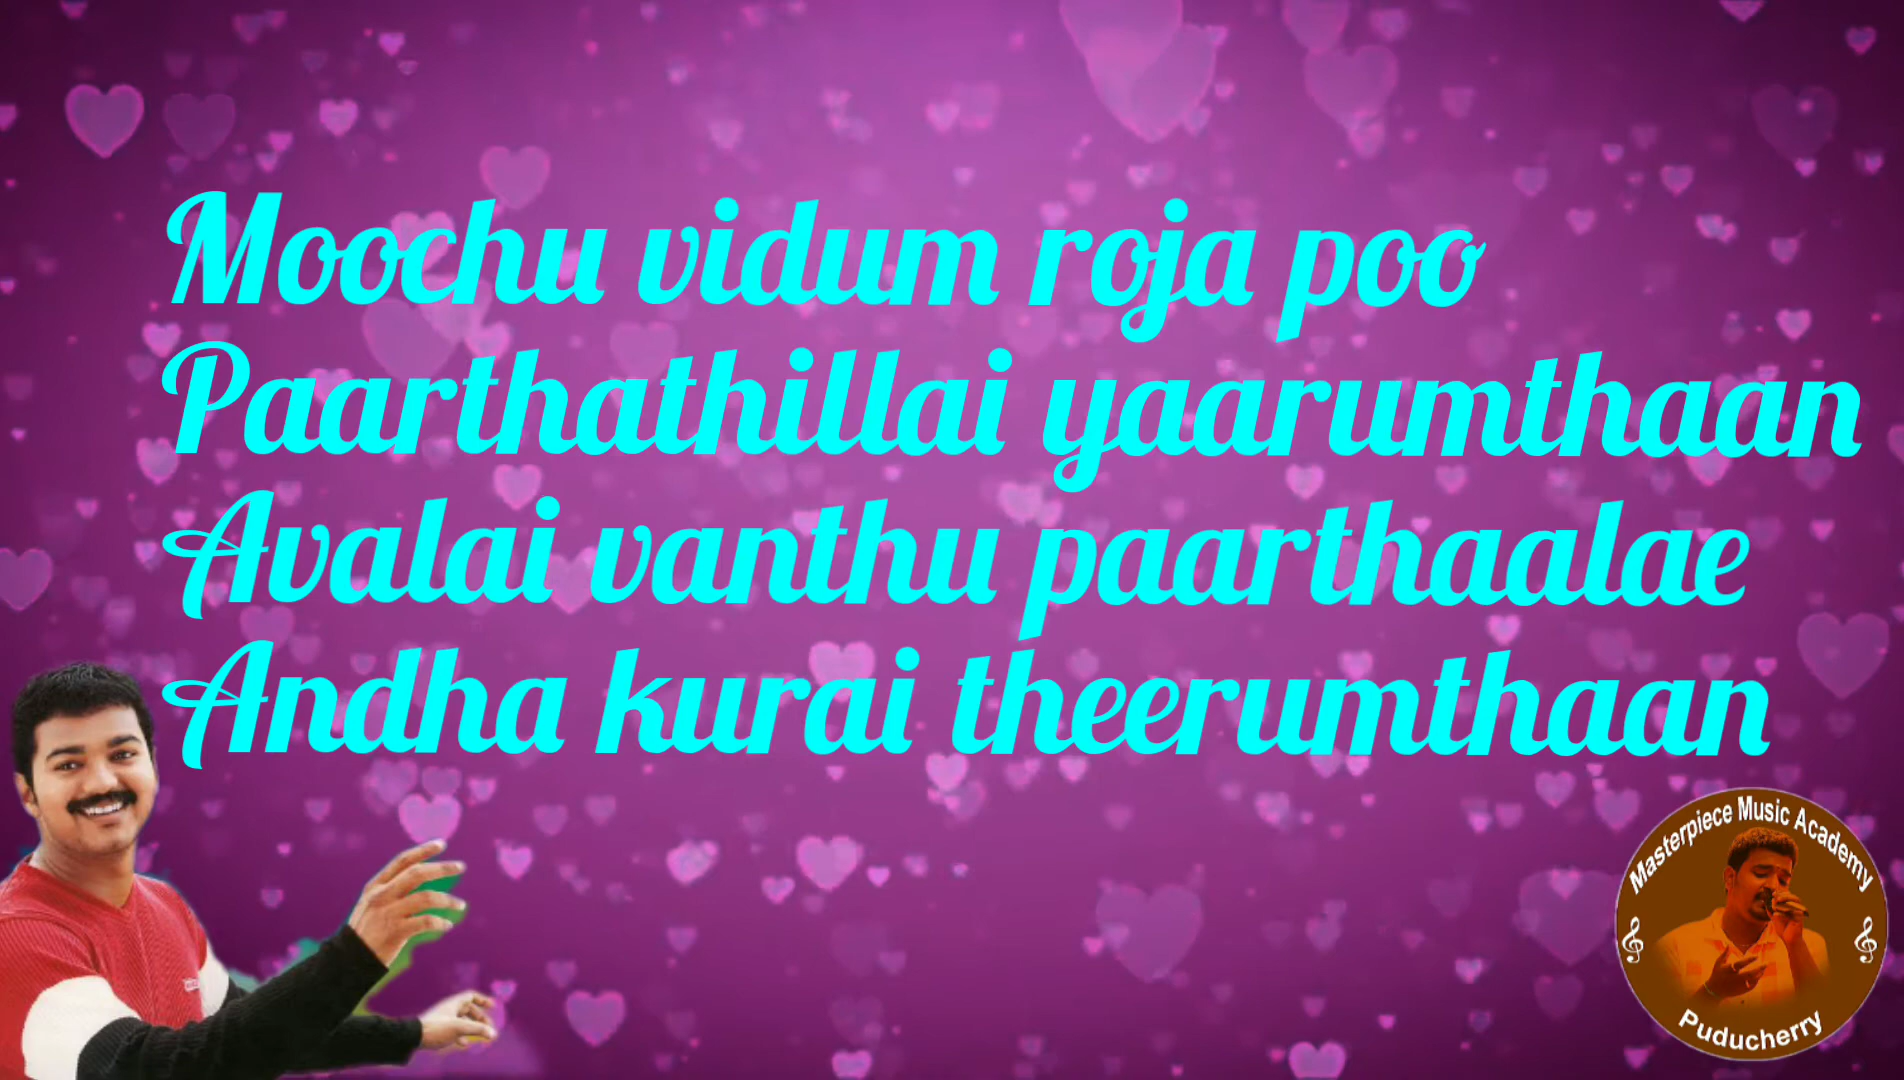 Moochu vidum roja poo
Paarthathillai yaarumthaan
Avalai vanthu paarthaalae
Andha kurai theerumthaan
Masterpiece Music Academy
Puducherry